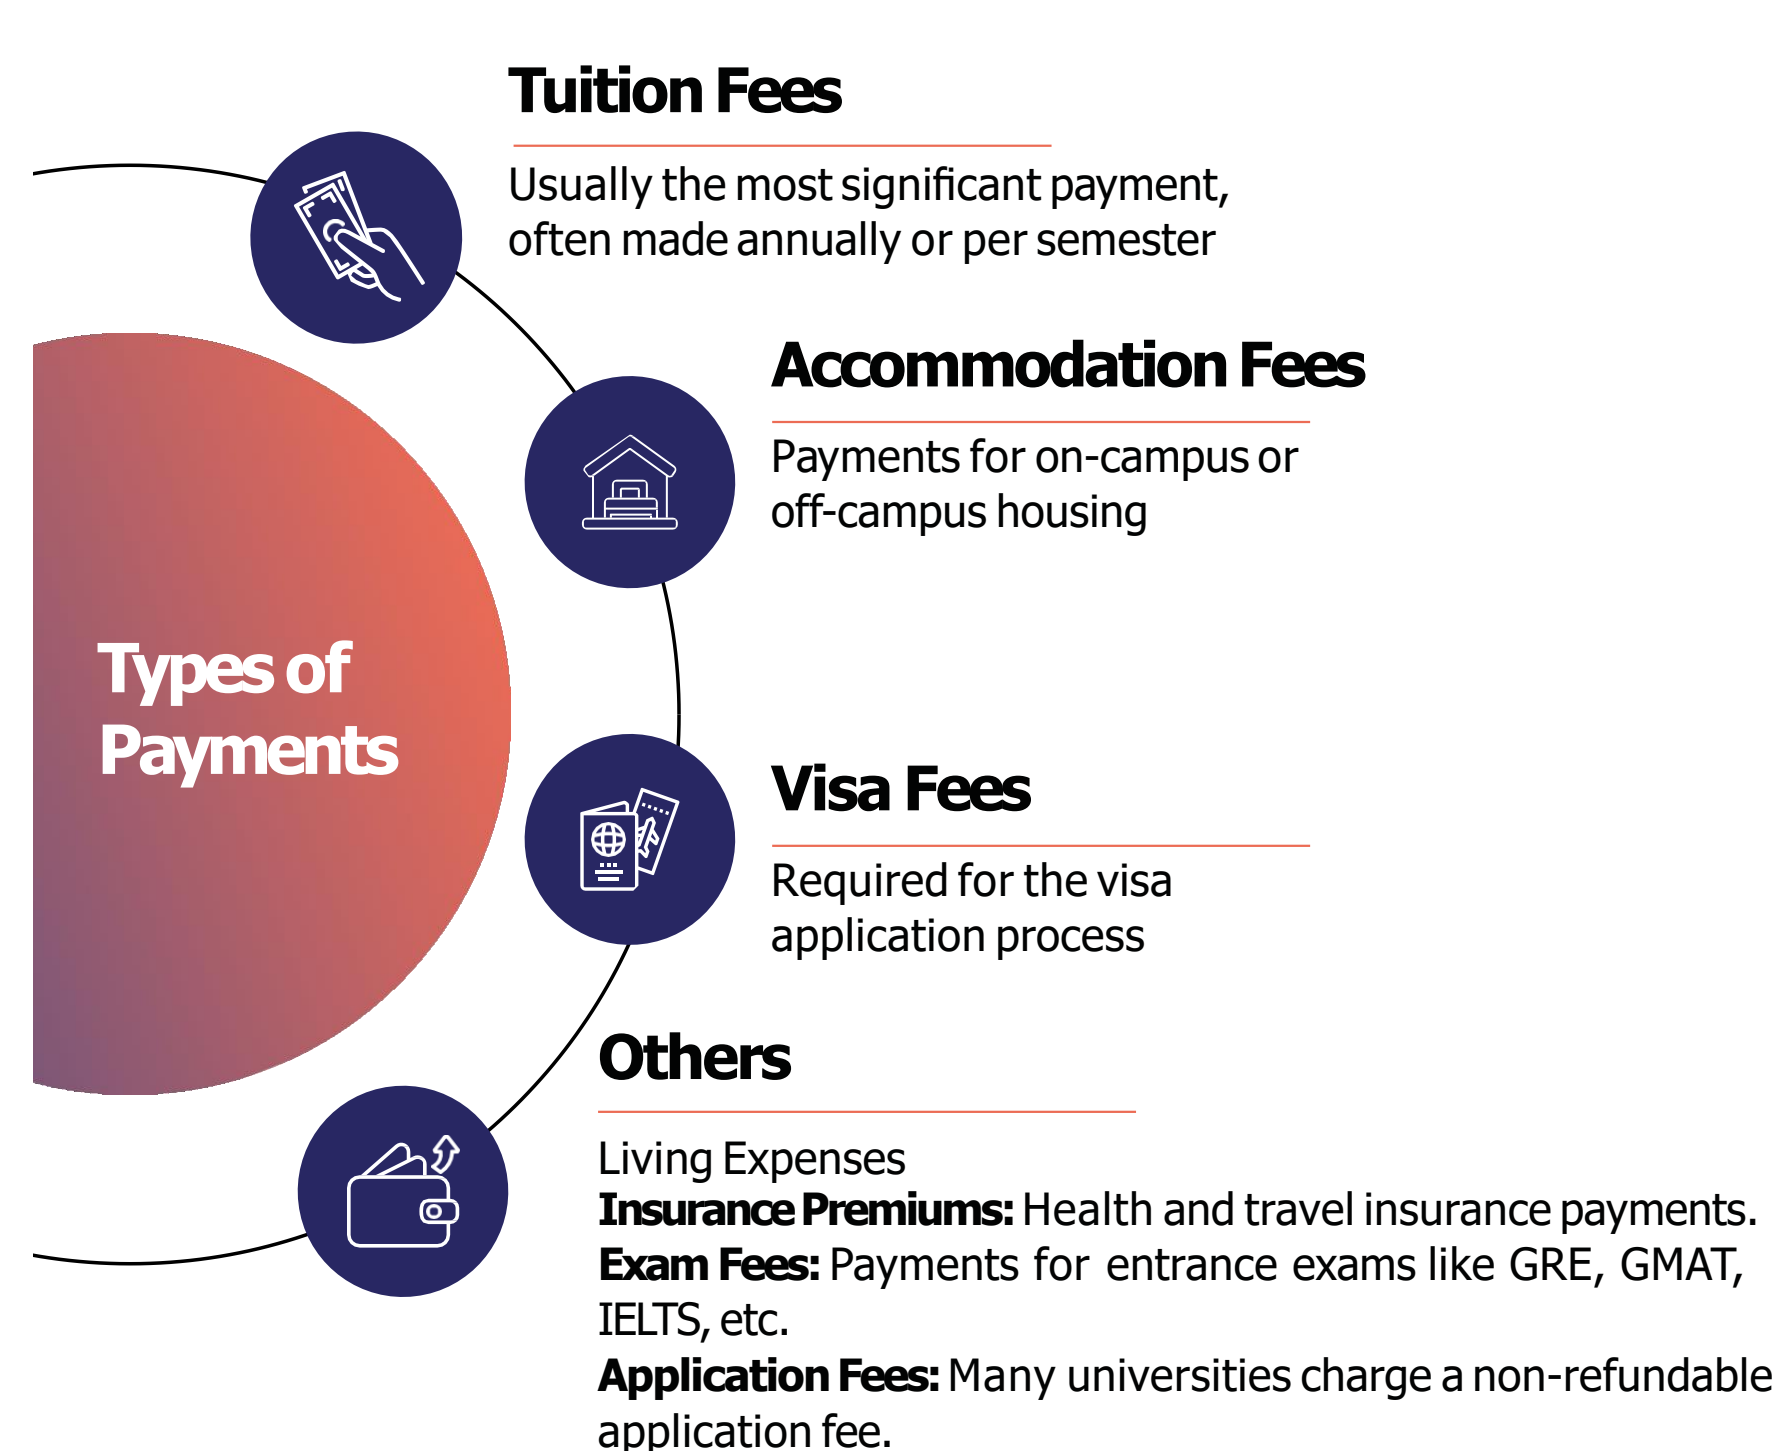 Tuition Fees
Usually the most significant payment,
often made annually or per semester
Accommodation Fees
Payments for on-campus or
off-campus housing
Types of
Payments
Visa Fees
Required for the visa
application process
Others
Living Expenses
Insurance Premiums: Health and travel insurance payments.
Exam Fees: Payments for entrance exams like GRE, GMAT,
IELTS, etc.
Application Fees: Many universities charge a non-refundable
application fee.